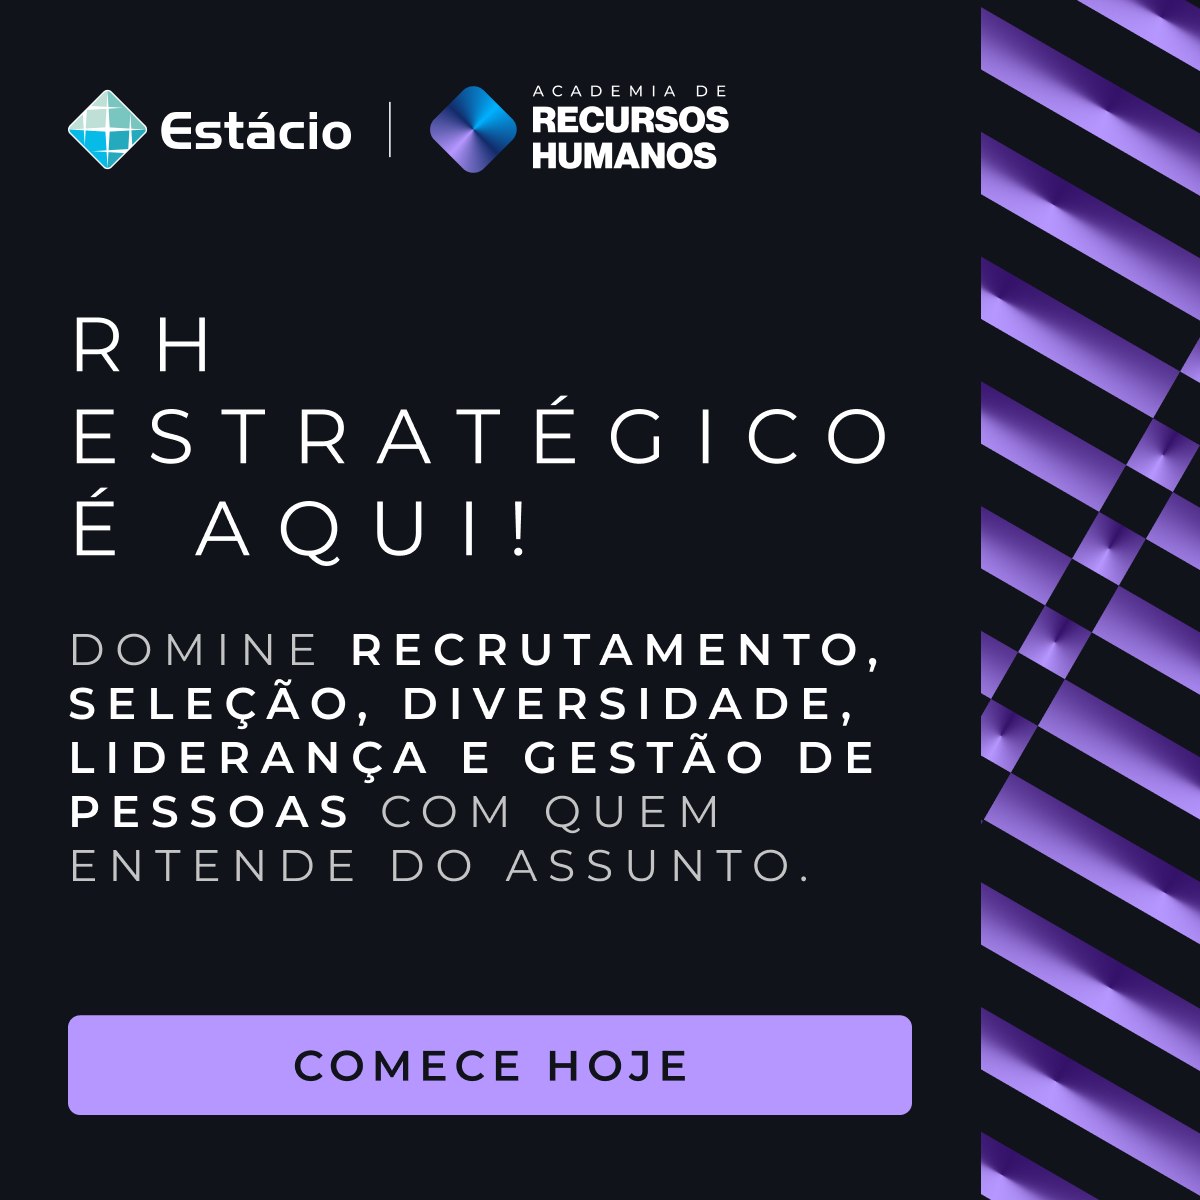 Estácio
ACADEMIA DE
RECURSOS
HUMANOS
RH
ESTRATÉGICO
É AQUI!
DOMINE RECRUTAMENTO,
SELEÇÃO, DIVERSIDADE,
LIDERANÇA E GESTÃO DE
PESSOAS COM QUEM
ENTENDE DO ASSUNTO.
COMECE HOJE